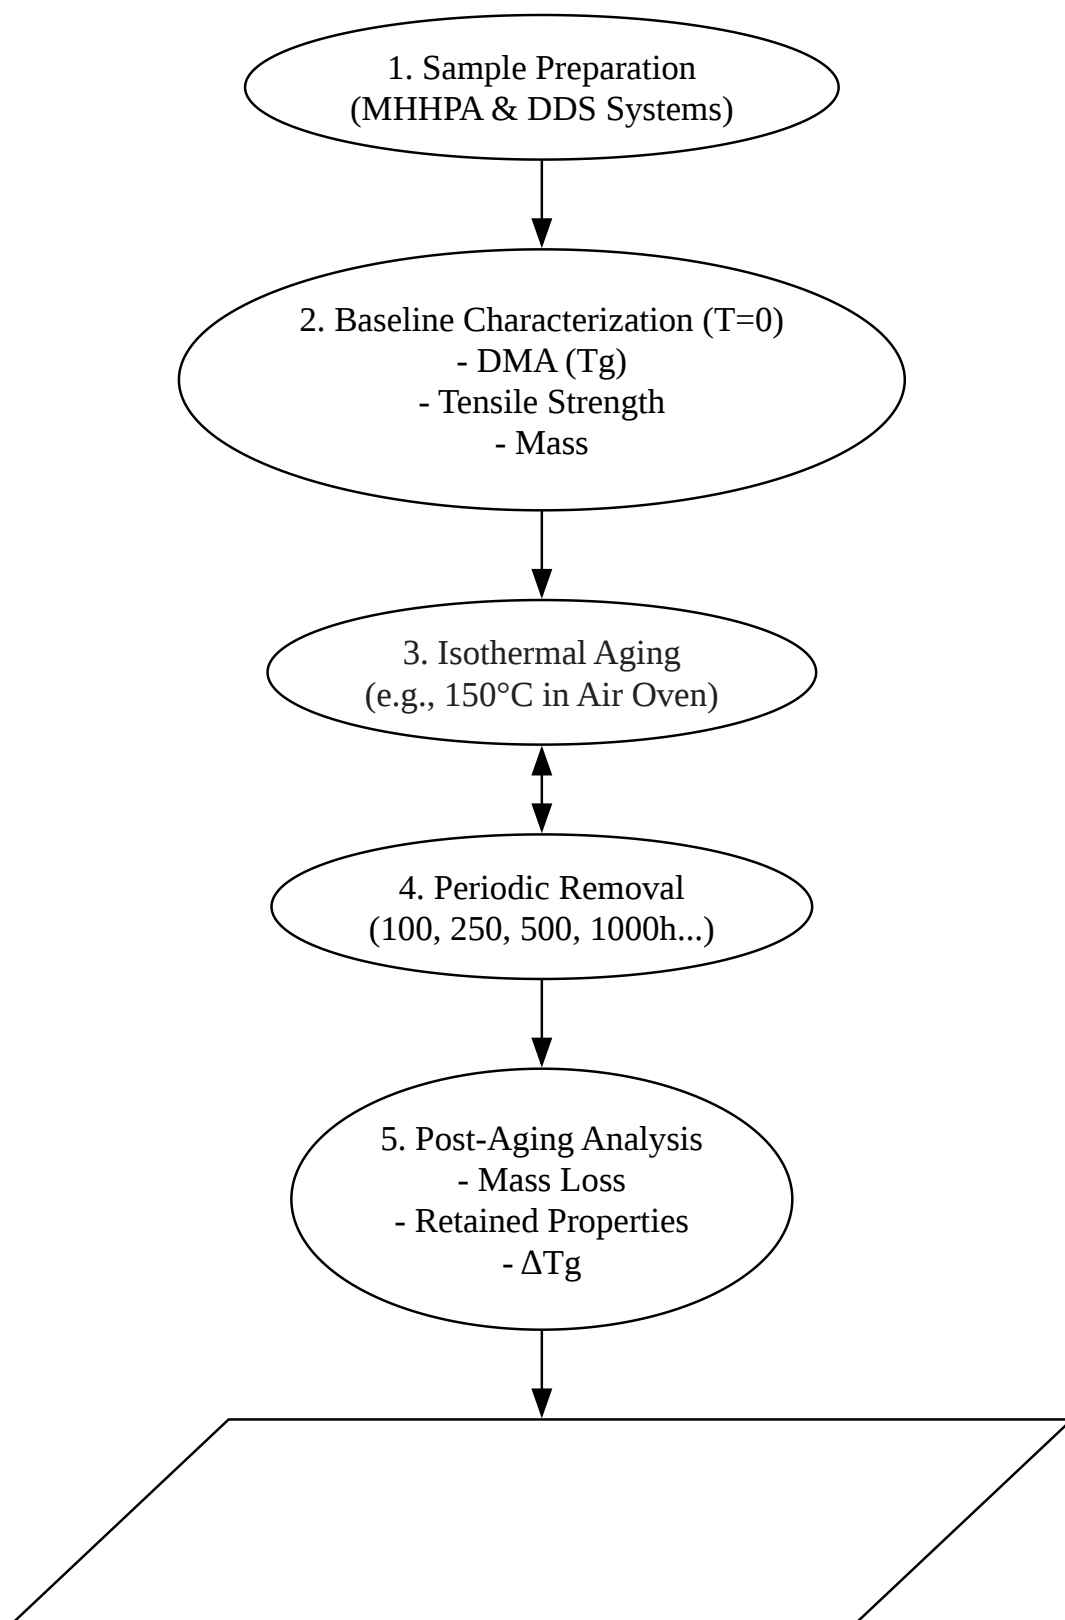 1. Sample Preparation
(MHHPA & DDS Systems)
2. Baseline Characterization (T=0)
- DMA (Tg)
- Tensile Strength
- Mass
3. Isothermal Aging
(e.g., 150°C in Air Oven)
4. Periodic Removal
(100, 250, 500, 1000h...)
5. Post-Aging Analysis
- Mass Loss
- Retained Properties
- ΔTg